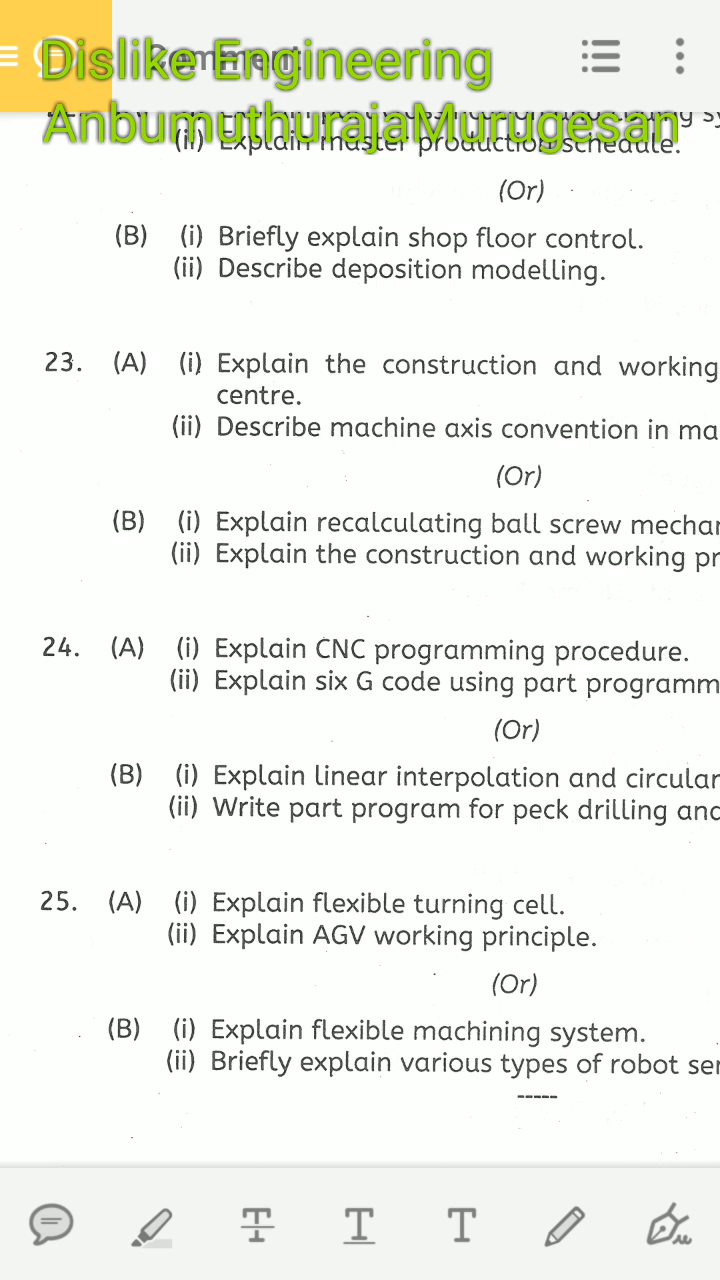 Dislike Engineering
Comment
AnbumuthurajaMurugesan
(ii) Explain master production schedule.
(Or)
(B) (i) Briefly explain shop floor control.
(ii) Describe deposition modelling.
23. (A) (i) Explain the construction and working
centre.
(ii) Describe machine axis convention in ma
(Or)
(B) (i) Explain recalculating ball screw mechan
(ii) Explain the construction and working pr
24. (A) (i) Explain CNC programming procedure.
(ii) Explain six G code using part programm
(Or)
(B) (i) Explain linear interpolation and circular
(ii) Write part program for peck drilling and
25. (A) (i) Explain flexible turning cell.
(ii) Explain AGV working principle.
(Or)
(B) (i) Explain flexible machining system.
(ii) Briefly explain various types of robot sen
-----
T T T